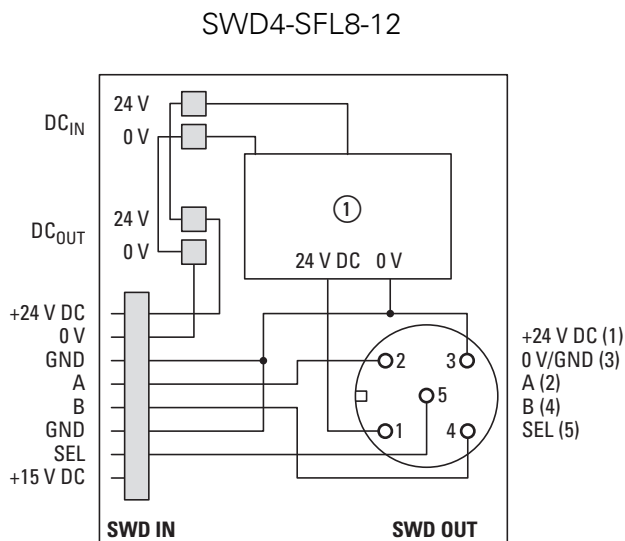 SWD4-SFL8-12
DCIN
24 V
0 V
DCOUT
24 V
0 V
1
24 V DC 0 V
+24 V DC
0 V
GND
A
B
GND
SEL
+15 V DC
2
3
5
1
4
+24 V DC (1)
0 V/GND (3)
A (2)
B (4)
SEL (5)
SWD IN
SWD OUT